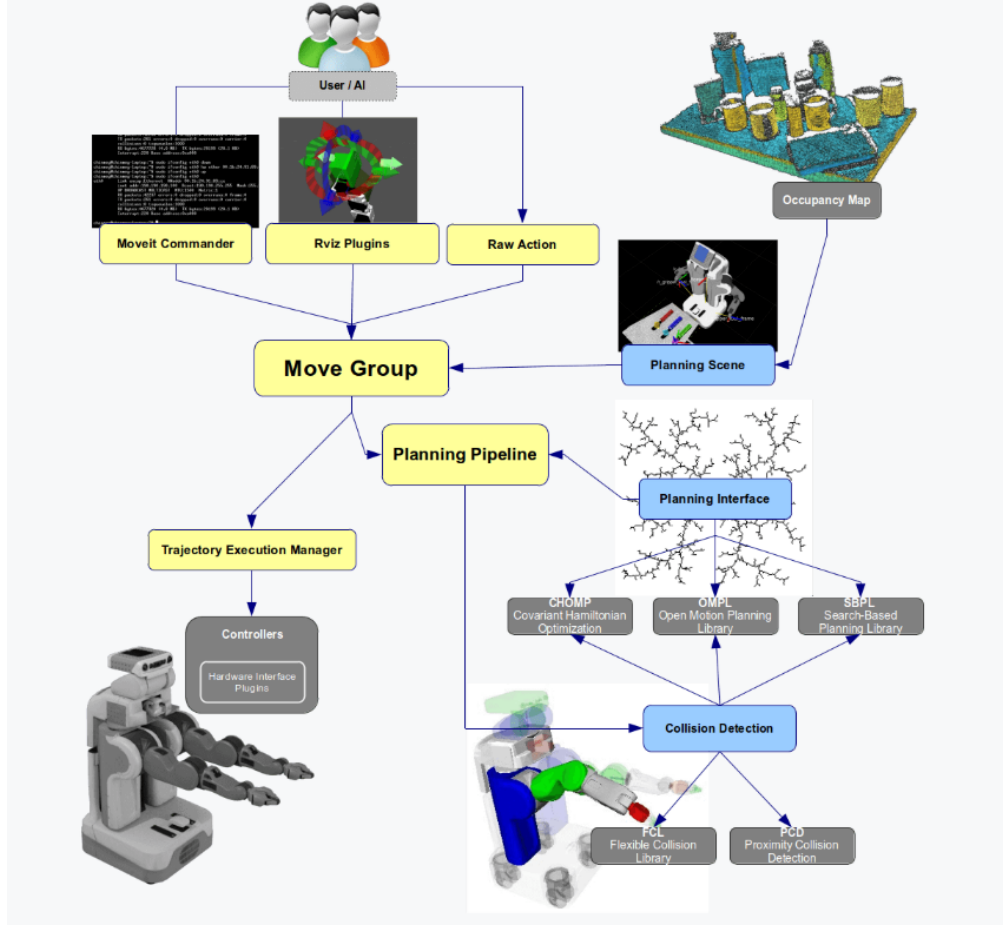 User / AI
Moveit Commander
Rviz Plugins
Raw Action
Occupancy Map
Planning Scene
Move Group
Planning Pipeline
Planning Interface
Trajectory Execution Manager
CHOMP
Covariant Hamiltonian
Optimization
OMPL
Open Motion Planning
Library
SBPL
Search-Based
Planning Library
Controllers
Hardware Interface
Plugins
Collision Detection
FCL
Flexible Collision
Library
PCD
Proximity Collision
Detection